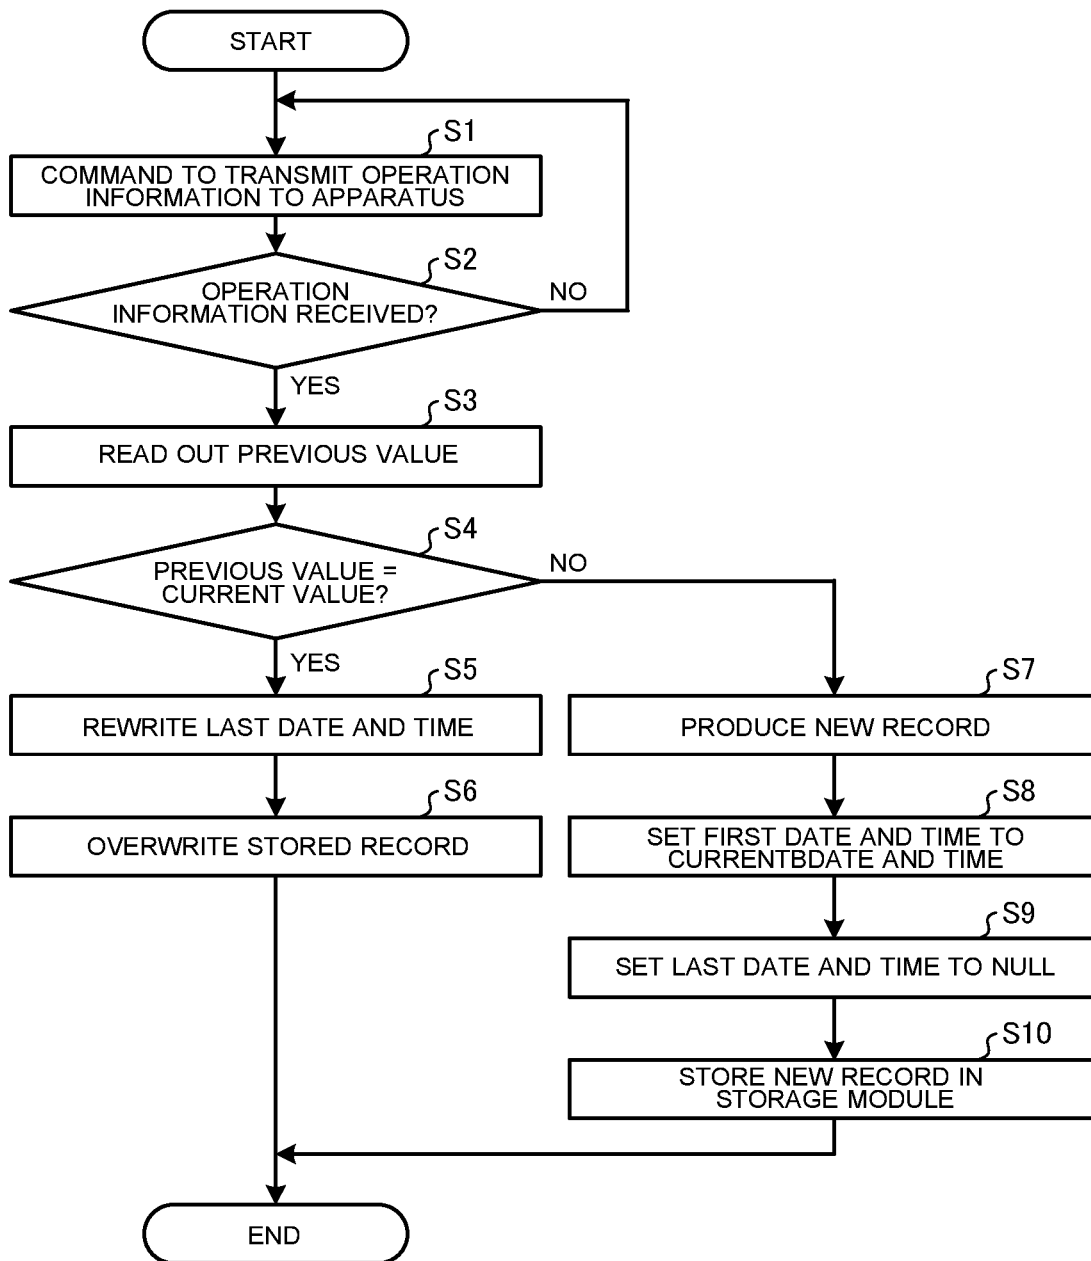 START
S1
COMMAND TO TRANSMIT OPERATION
INFORMATION TO APPARATUS
S2
OPERATION
INFORMATION RECEIVED?
NO
YES
S3
READ OUT PREVIOUS VALUE
S4
PREVIOUS VALUE =
CURRENT VALUE?
NO
YES
S5
REWRITE LAST DATE AND TIME
S6
OVERWRITE STORED RECORD
S7
PRODUCE NEW RECORD
S8
SET FIRST DATE AND TIME TO
CURRENTBDATE AND TIME
S9
SET LAST DATE AND TIME TO NULL
S10
STORE NEW RECORD IN
STORAGE MODULE
END